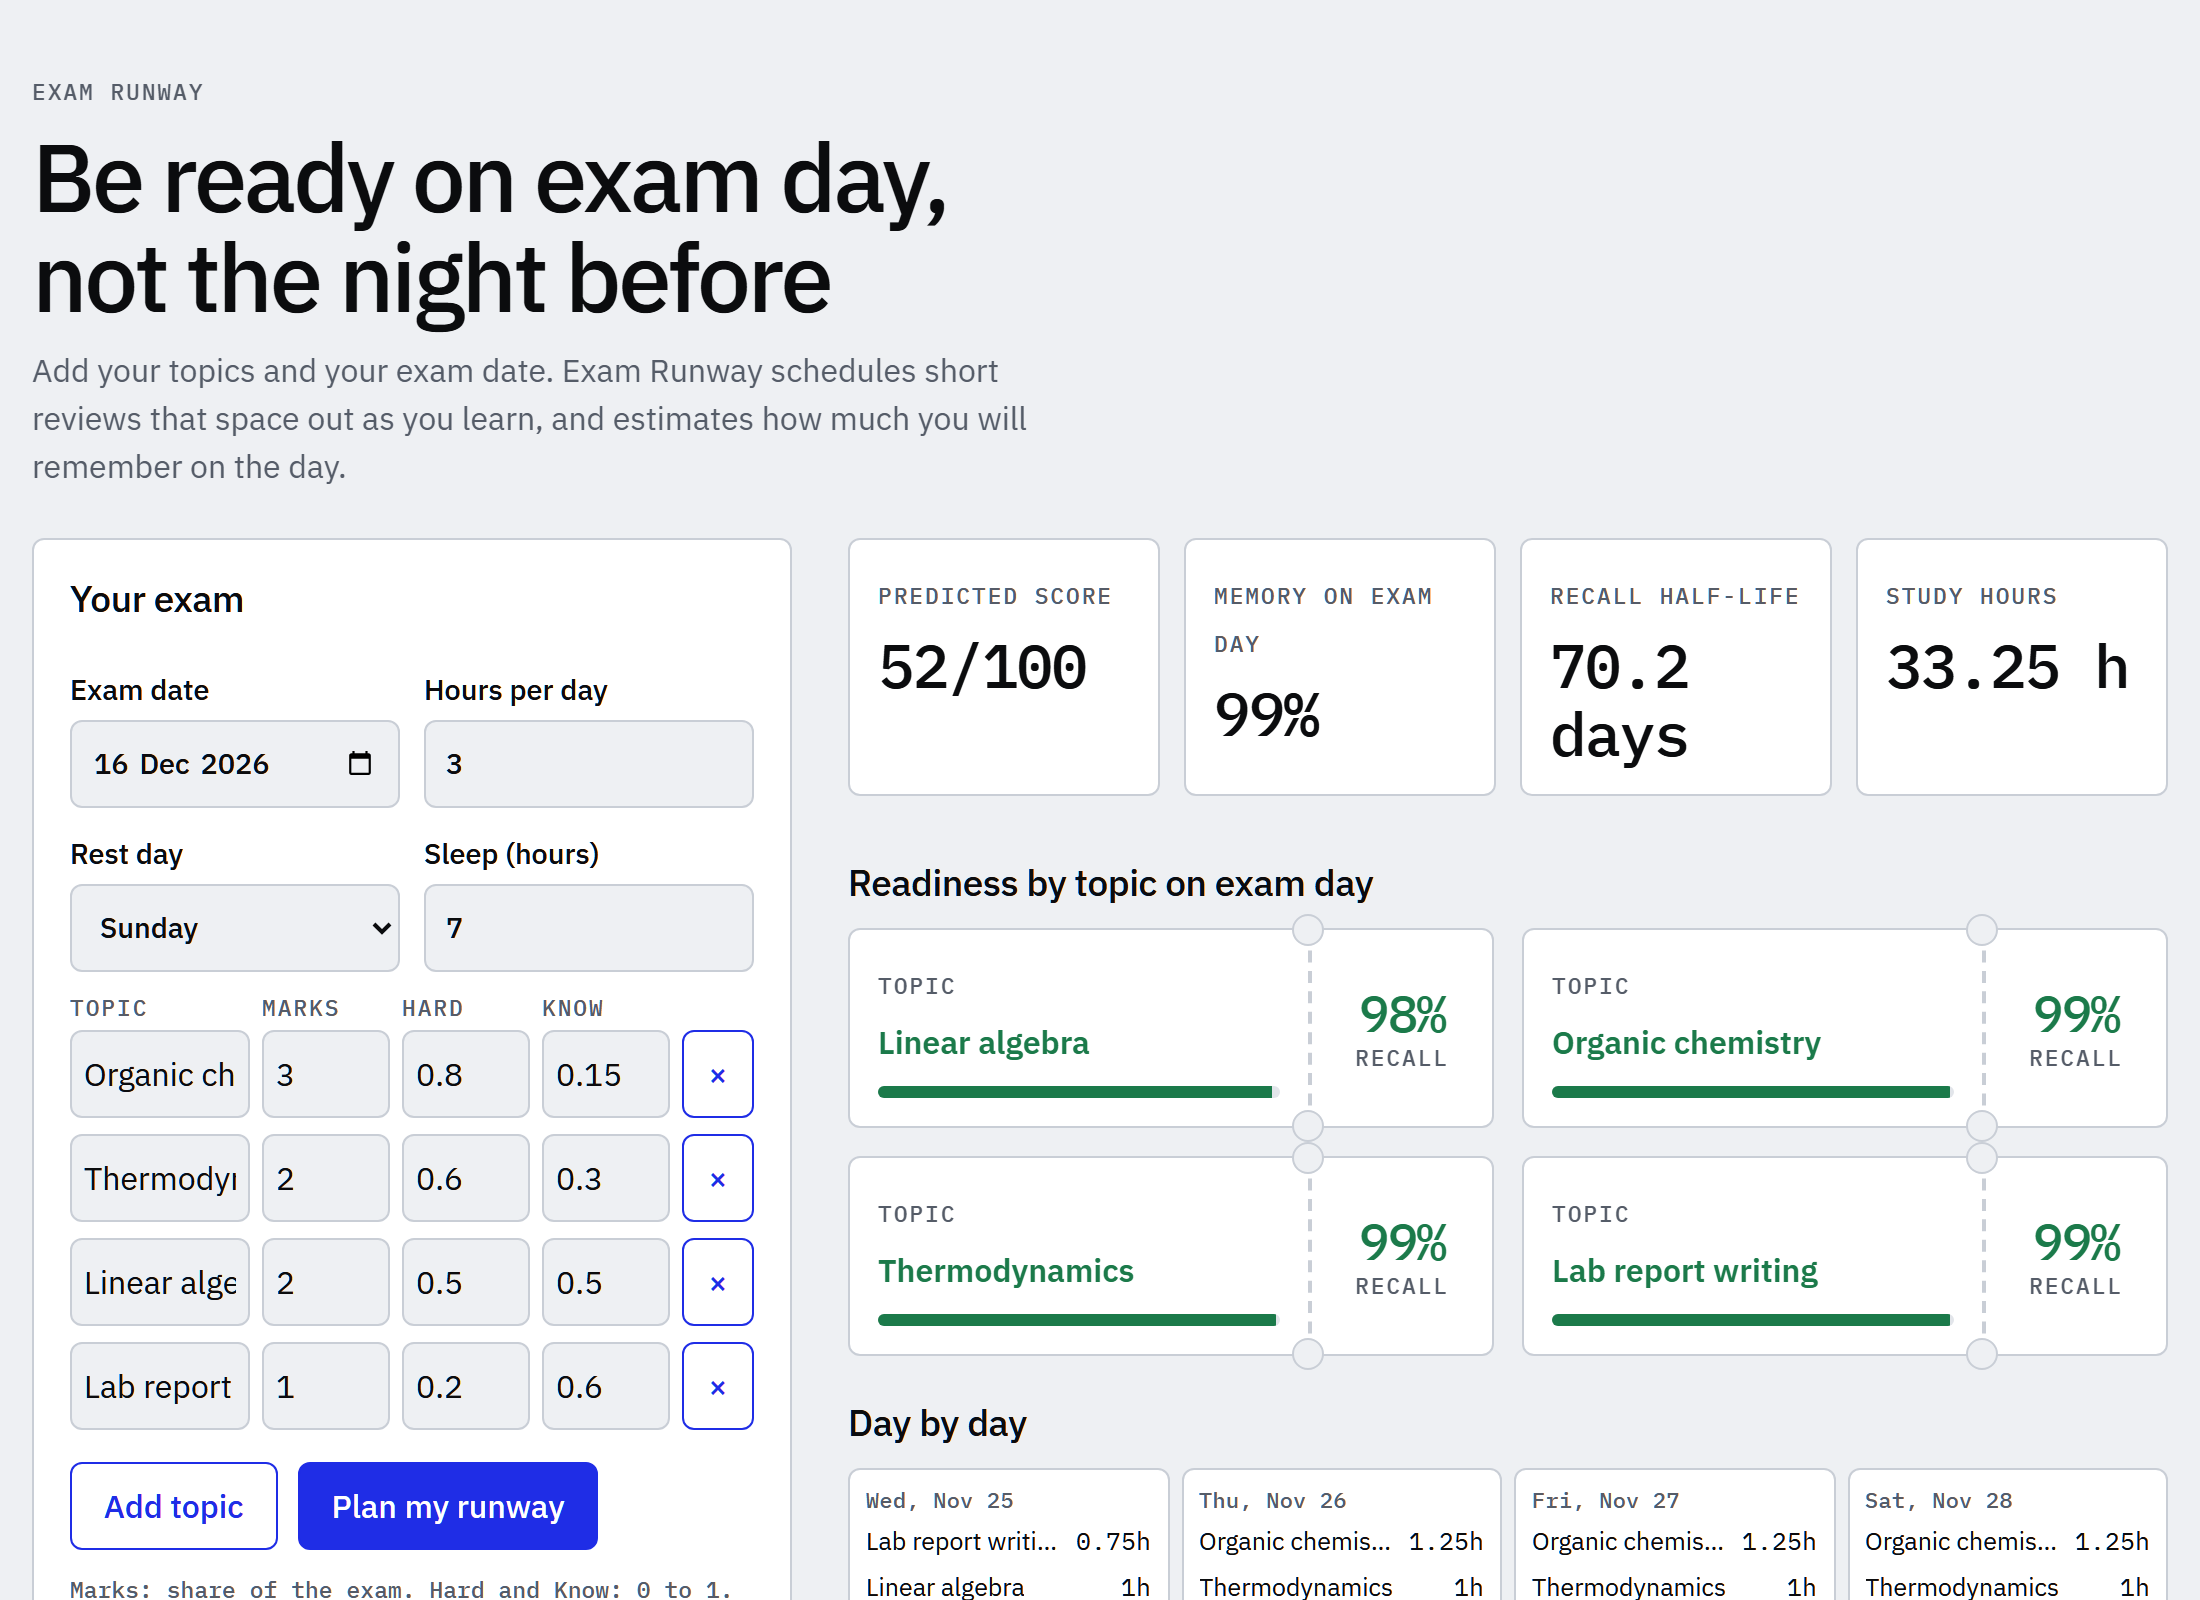 EXAM RUNWAY
Be ready on exam day,
not the night before
Add your topics and your exam date. Exam Runway schedules short
reviews that space out as you learn, and estimates how much you will
remember on the day.
Your exam
Exam date
Hours per day
16 Dec 2026
3
Rest day
Sleep (hours)
Sunday
7
TOPIC MARKS HARD KNOW
Organic ch 3 0.8 0.15 ×
Thermodyn 2 0.6 0.3 ×
Linear alge 2 0.5 0.5 ×
Lab report 1 0.2 0.6 ×
Add topic
Plan my runway
Marks: share of the exam. Hard and Know: 0 to 1.
PREDICTED SCORE
52/100
MEMORY ON EXAM
DAY
99%
RECALL HALF-LIFE
70.2
days
STUDY HOURS
33.25 h
Readiness by topic on exam day
TOPIC
Linear algebra
98%
RECALL
TOPIC
Organic chemistry
99%
RECALL
TOPIC
Thermodynamics
99%
RECALL
TOPIC
Lab report writing
99%
RECALL
Day by day
Wed, Nov 25
Lab report writi... 0.75h
Linear algebra 1h
Thu, Nov 26
Organic chemis... 1.25h
Thermodynamics 1h
Fri, Nov 27
Organic chemis... 1.25h
Thermodynamics 1h
Sat, Nov 28
Organic chemis... 1.25h
Thermodynamics 1h